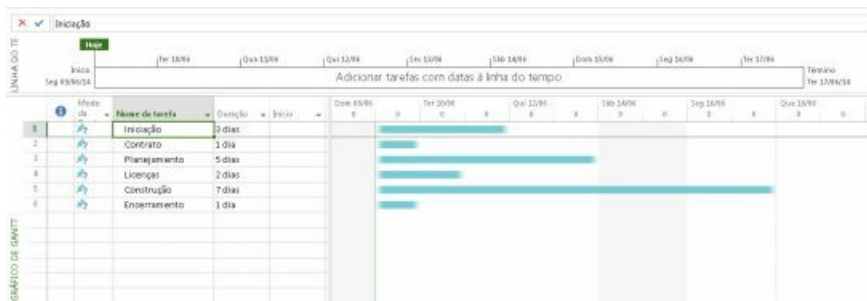 Iniciação
LINHA DO TE
Hoje
Ter 10/06
Qua 11/06
Qui 12/06
Sex 13/06
Sáb 14/06
Dom 15/06
Seg 16/06
Ter 17/06
Início
Seg 09/06/14
Adicionar tarefas com datas à linha do tempo
Término
Ter 17/06/14
Modo da
Nome da tarefa
Duração
Início
Ter 10/06
Qui 12/06
Sáb 14/06
Seg 16/06
Qua 18/06
1 Iniciação 3 dias
2 Contrato 1 dia
3 Planejamento 5 dias
4 Licenças 2 dias
5 Construção 7 dias
6 Encerramento 1 dia
GRÁFICO DE GANTT